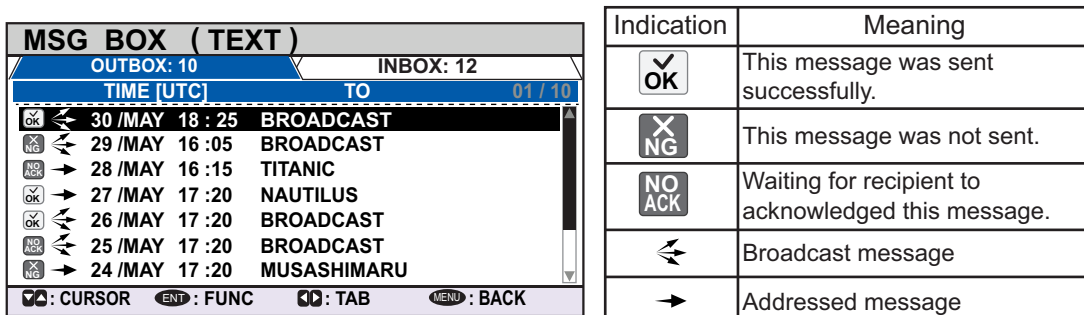 MSG BOX ( TEXT )
OUTBOX: 10 INBOX: 12
TIME [UTC] TO 01 / 10
OK 30 /MAY 18 : 25 BROADCAST
NG 29 /MAY 16 :05 BROADCAST
NO ACK 28 /MAY 16 :15 TITANIC
OK 27 /MAY 17 :20 NAUTILUS
OK 26 /MAY 17 :20 BROADCAST
NO ACK 25 /MAY 17 :20 BROADCAST
NG 24 /MAY 17 :20 MUSASHIMARU
: CURSOR ENT : FUNC : TAB MENU : BACK
Indication Meaning
OK This message was sent
successfully.
NG This message was not sent.
NO Waiting for recipient to
ACK acknowledged this message.
Broadcast message
Addressed message